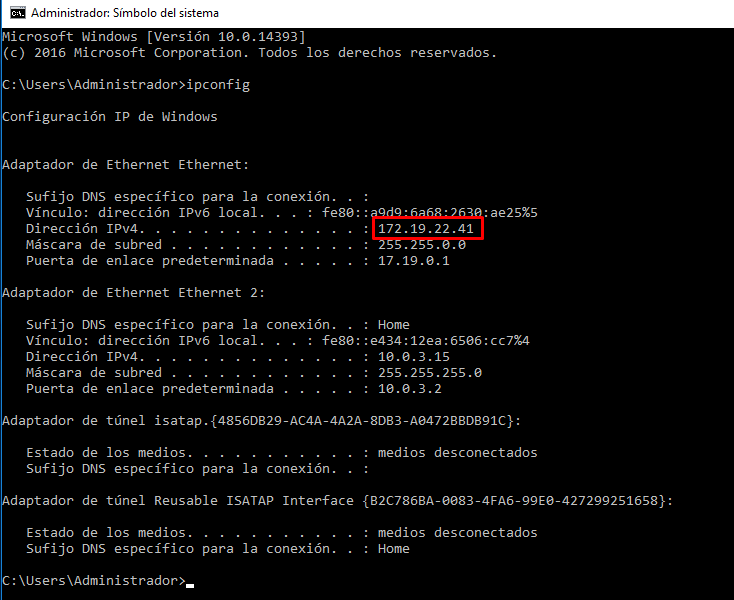 Administrador: Símbolo del sistema
Microsoft Windows [Versión 10.0.14393]
(c) 2016 Microsoft Corporation. Todos los derechos reservados.
C:\Users\Administrador>ipconfig
Configuración IP de Windows
Adaptador de Ethernet Ethernet:
Sufijo DNS específico para la conexión. . :
Vínculo: dirección IPv6 local. . . : fe80::a9d9:6a68:2630:ae25%5
Dirección IPv4. . . . . . . . . . . . . . : 172.19.22.41
Máscara de subred . . . . . . . . . . . . : 255.255.0.0
Puerta de enlace predeterminada . . . . . : 17.19.0.1
Adaptador de Ethernet Ethernet 2:
Sufijo DNS específico para la conexión. . : Home
Vínculo: dirección IPv6 local. . . : fe80::e434:12ea:6506:cc7%4
Dirección IPv4. . . . . . . . . . . . . . : 10.0.3.15
Máscara de subred . . . . . . . . . . . . : 255.255.255.0
Puerta de enlace predeterminada . . . . . : 10.0.3.2
Adaptador de túnel isatap.{4856DB29-AC4A-4A2A-8DB3-A0472BBDB91C}:
Estado de los medios. . . . . . . . . . . : medios desconectados
Sufijo DNS específico para la conexión. . :
Adaptador de túnel Reusable ISATAP Interface {B2C786BA-0083-4FA6-99E0-427299251658}:
Estado de los medios. . . . . . . . . . . : medios desconectados
Sufijo DNS específico para la conexión. . : Home
C:\Users\Administrador>